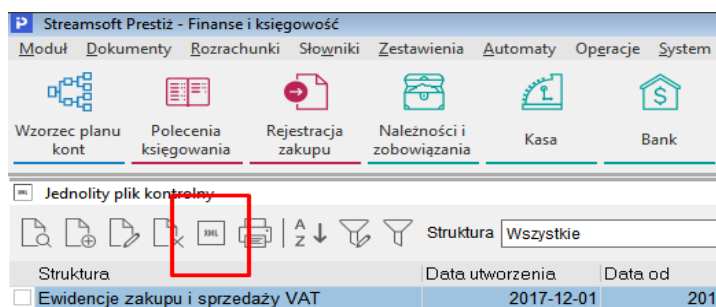 Streamsoft Prestiż - Finanse i księgowość
Moduł Dokumenty Rozrachunki Słowniki Zestawienia Automaty Operacje System
Wzorzec planu kont
Polecenia księgowania
Rejestracja zakupu
Należności i zobowiązania
Kasa
Bank
XML Jednolity plik kontrolny
XML
A Z
Struktura Wszystkie
Struktura Data utworzenia Data od
Ewidencje zakupu i sprzedaży VAT 2017-12-01 201